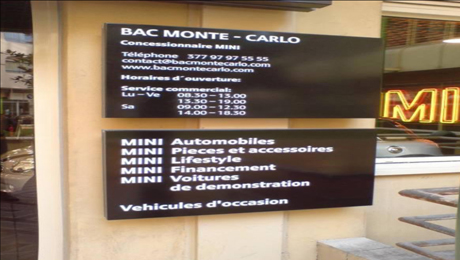 BAC MONTE - CARLO
Concessionnaire MINI
Téléphone 377 97 97 55 55
contact@bacmontecarlo.com
www.bacmontecarlo.com
Horaires d'ouverture:
Service commercial:
Lu - Ve 08.30 - 13.00
13.30 - 19.00
Sa 09.00 - 12.30
14.00 - 18.30
MINI Automobiles
MINI Pieces et accessoires
MINI Lifestyle
MINI Financement
MINI Voitures
de demonstration
Vehicules d'occasion
MI